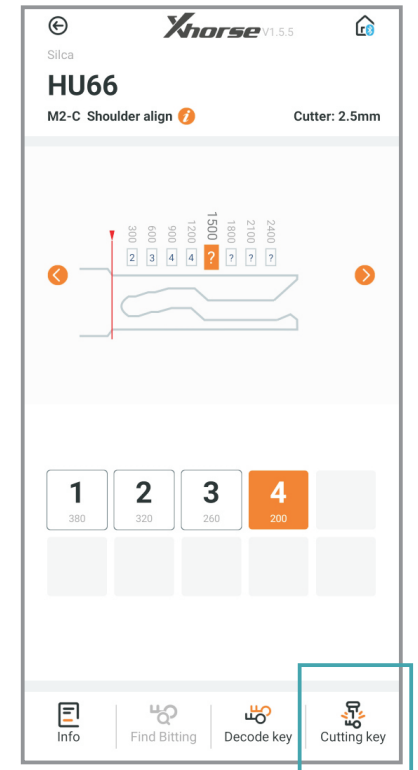 Xhorse V1.5.5
Silca
HU66
M2-C Shoulder align i Cutter: 2.5mm
300 600 900 1200 1500 1800 2100 2400
2 3 4 4 ? ? ? ?
1 2 3 4
380 320 260 200
Info Find Bitting Decode key Cutting key